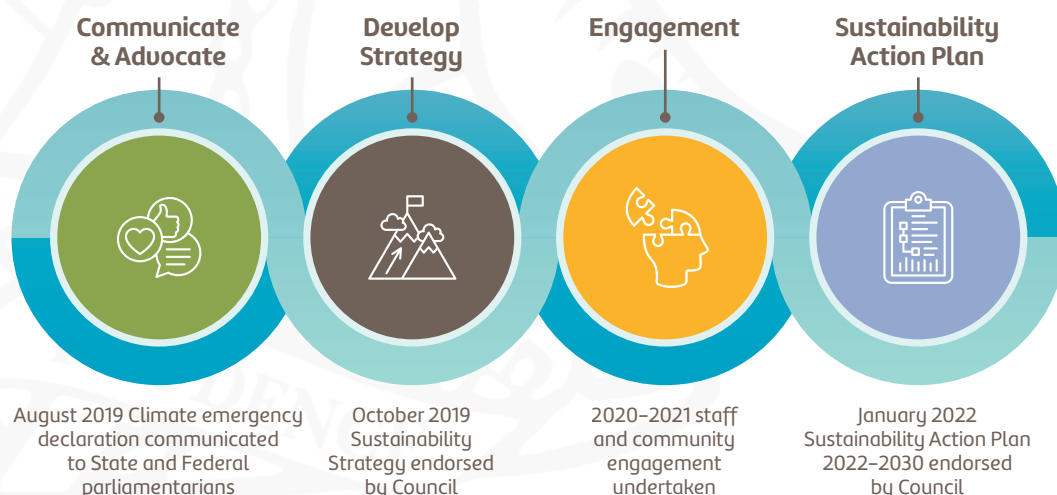 Communicate
& Advocate
Develop
Strategy
Engagement
Sustainability
Action Plan
August 2019 Climate emergency
declaration communicated
to State and Federal
parliamentarians
October 2019
Sustainability
Strategy endorsed
by Council
2020–2021 staff
and community
engagement
undertaken
January 2022
Sustainability Action Plan
2022–2030 endorsed
by Council